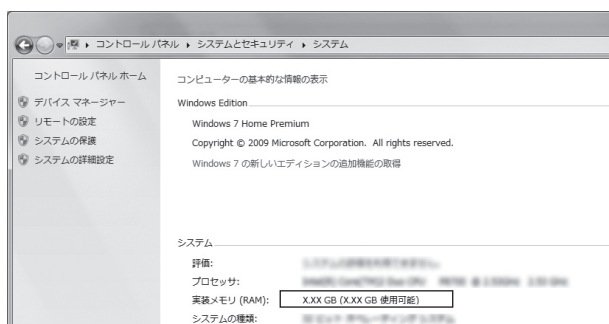 コントロール パネル ▸ システムとセキュリティ ▸ システム
コントロール パネル ホーム
デバイス マネージャー
リモートの設定
システムの保護
システムの詳細設定
コンピューターの基本的な情報の表示
Windows Edition
Windows 7 Home Premium
Copyright © 2009 Microsoft Corporation. All rights reserved.
Windows 7 の新しいエディションの追加機能の取得
システム
評価:
プロセッサ:
実装メモリ (RAM): X.XX GB (X.XX GB 使用可能)
システムの種類: